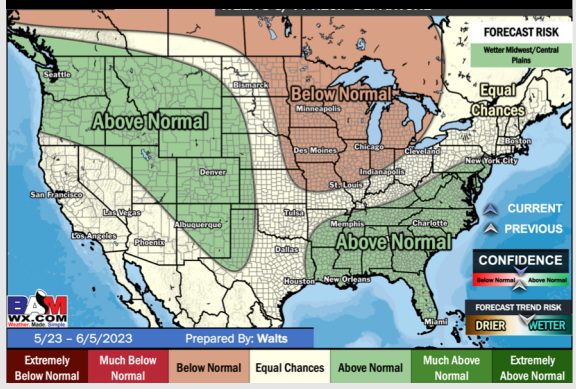 FORECAST RISK
Wetter Midwest/Central
Plains
Seattle
Bismarck
Below Normal
Minneapolis
Equal
Chances
Above Normal
Boston
Des Moines
Chicago
Cleveland
New York City
Denver
Indianapolis
St. Louis
San Francisco
Las Vegas
Tulsa
Memphis
Charlotte
CURRENT
Albuquerque
Los Angeles
Phoenix
Dallas
Above Normal
PREVIOUS
Houston
New Orleans
CONFIDENCE
Below Normal
Above Normal
BAM
WX.COM
Weather. Made. Simple.
FORECAST TREND RISK
DRIER
WETTER
Miami
5/23 – 6/5/2023
Prepared By: Walts
Extremely
Below Normal
Much Below
Normal
Below Normal
Equal Chances
Above Normal
Much Above
Normal
Extremely
Above Normal